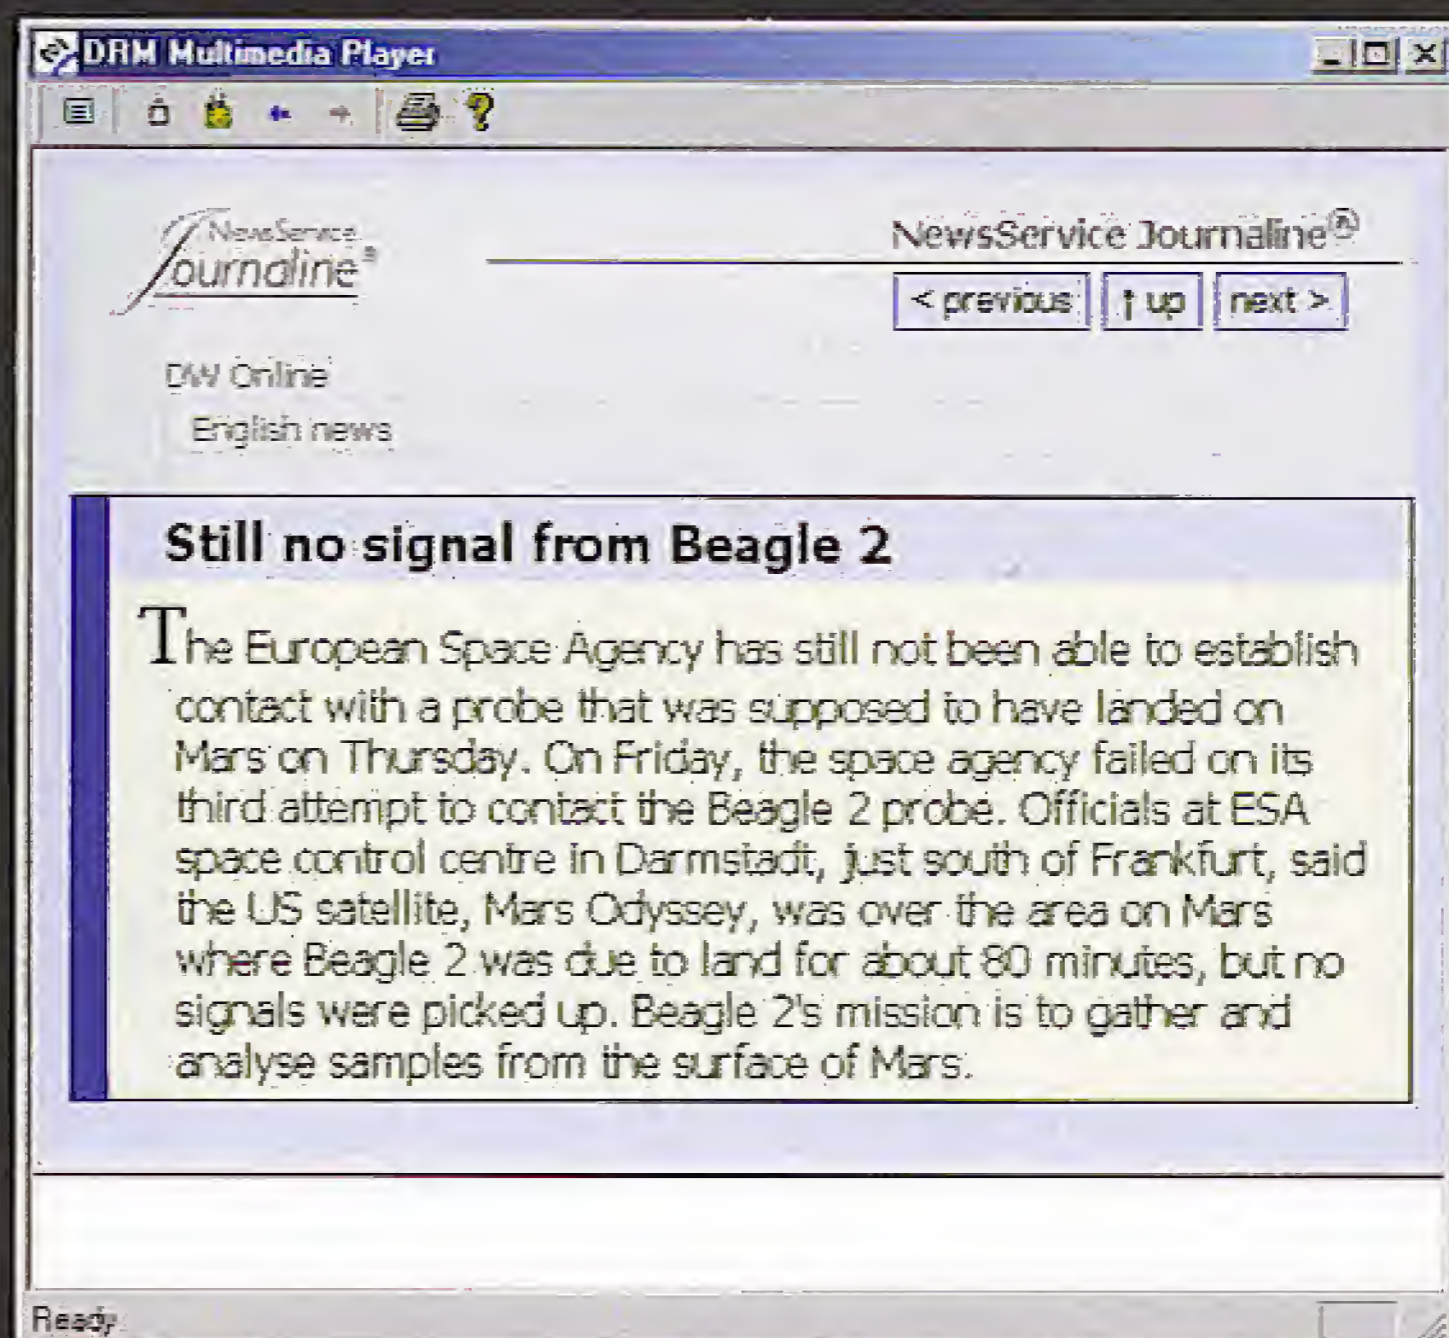 DRM Multimedia Player
NewsService
Journaline®
NewsService Journaline®
< previous
↑ up
next >
DW Online
English news
Still no signal from Beagle 2
The European Space Agency has still not been able to establish
contact with a probe that was supposed to have landed on
Mars on Thursday. On Friday, the space agency failed on its
third attempt to contact the Beagle 2 probe. Officials at ESA
space control centre in Darmstadt, just south of Frankfurt, said
the US satellite, Mars Odyssey, was over the area on Mars
where Beagle 2 was due to land for about 80 minutes, but no
signals were picked up. Beagle 2's mission is to gather and
analyse samples from the surface of Mars.
Ready